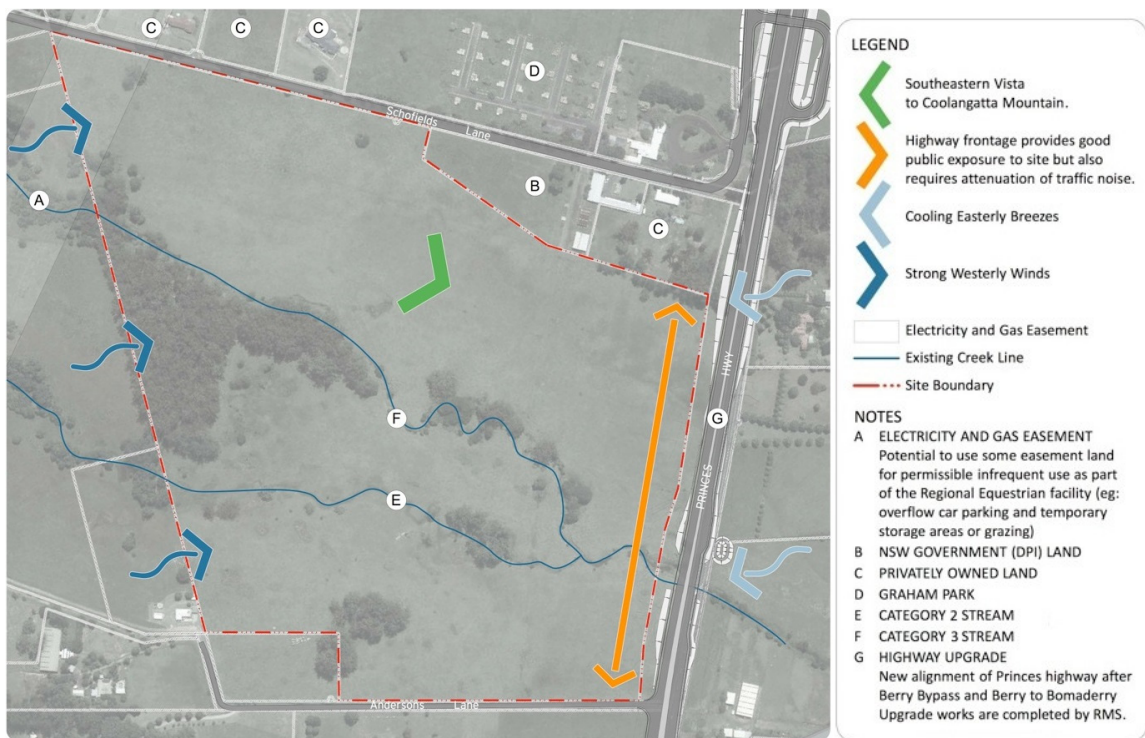 C
C
C
D
Schofields Lane
B
A
C
F
G
HWY
PRINCES
E
Andersons Lane
LEGEND
Southeastern Vista
to Coolangatta Mountain.
Highway frontage provides good
public exposure to site but also
requires attenuation of traffic noise.
Cooling Easterly Breezes
Strong Westerly Winds
Electricity and Gas Easement
Existing Creek Line
Site Boundary
NOTES
A ELECTRICITY AND GAS EASEMENT
Potential to use some easement land
for permissible infrequent use as part
of the Regional Equestrian facility (eg:
overflow car parking and temporary
storage areas or grazing)
B NSW GOVERNMENT (DPI) LAND
C PRIVATELY OWNED LAND
D GRAHAM PARK
E CATEGORY 2 STREAM
F CATEGORY 3 STREAM
G HIGHWAY UPGRADE
New alignment of Princes highway after
Berry Bypass and Berry to Bomaderry
Upgrade works are completed by RMS.